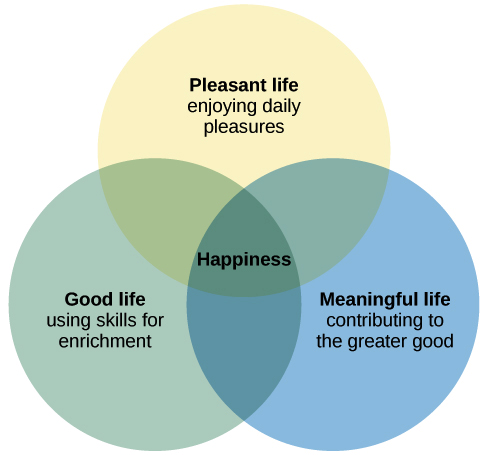 Pleasant life
enjoying daily
pleasures
Happiness
Good life
using skills for
enrichment
Meaningful life
contributing to
the greater good